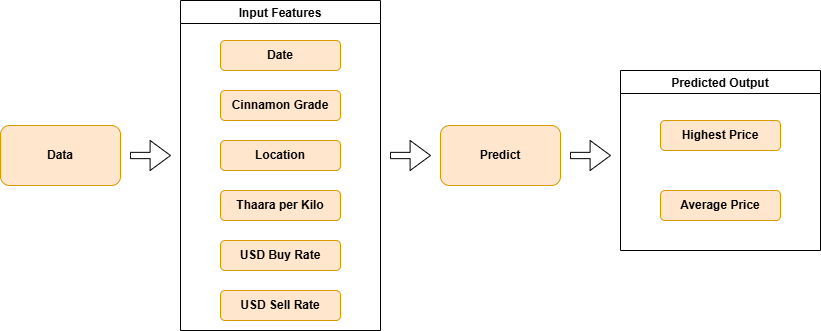 Data
Input Features
Date
Cinnamon Grade
Location
Thaara per Kilo
USD Buy Rate
USD Sell Rate
Predict
Predicted Output
Highest Price
Average Price